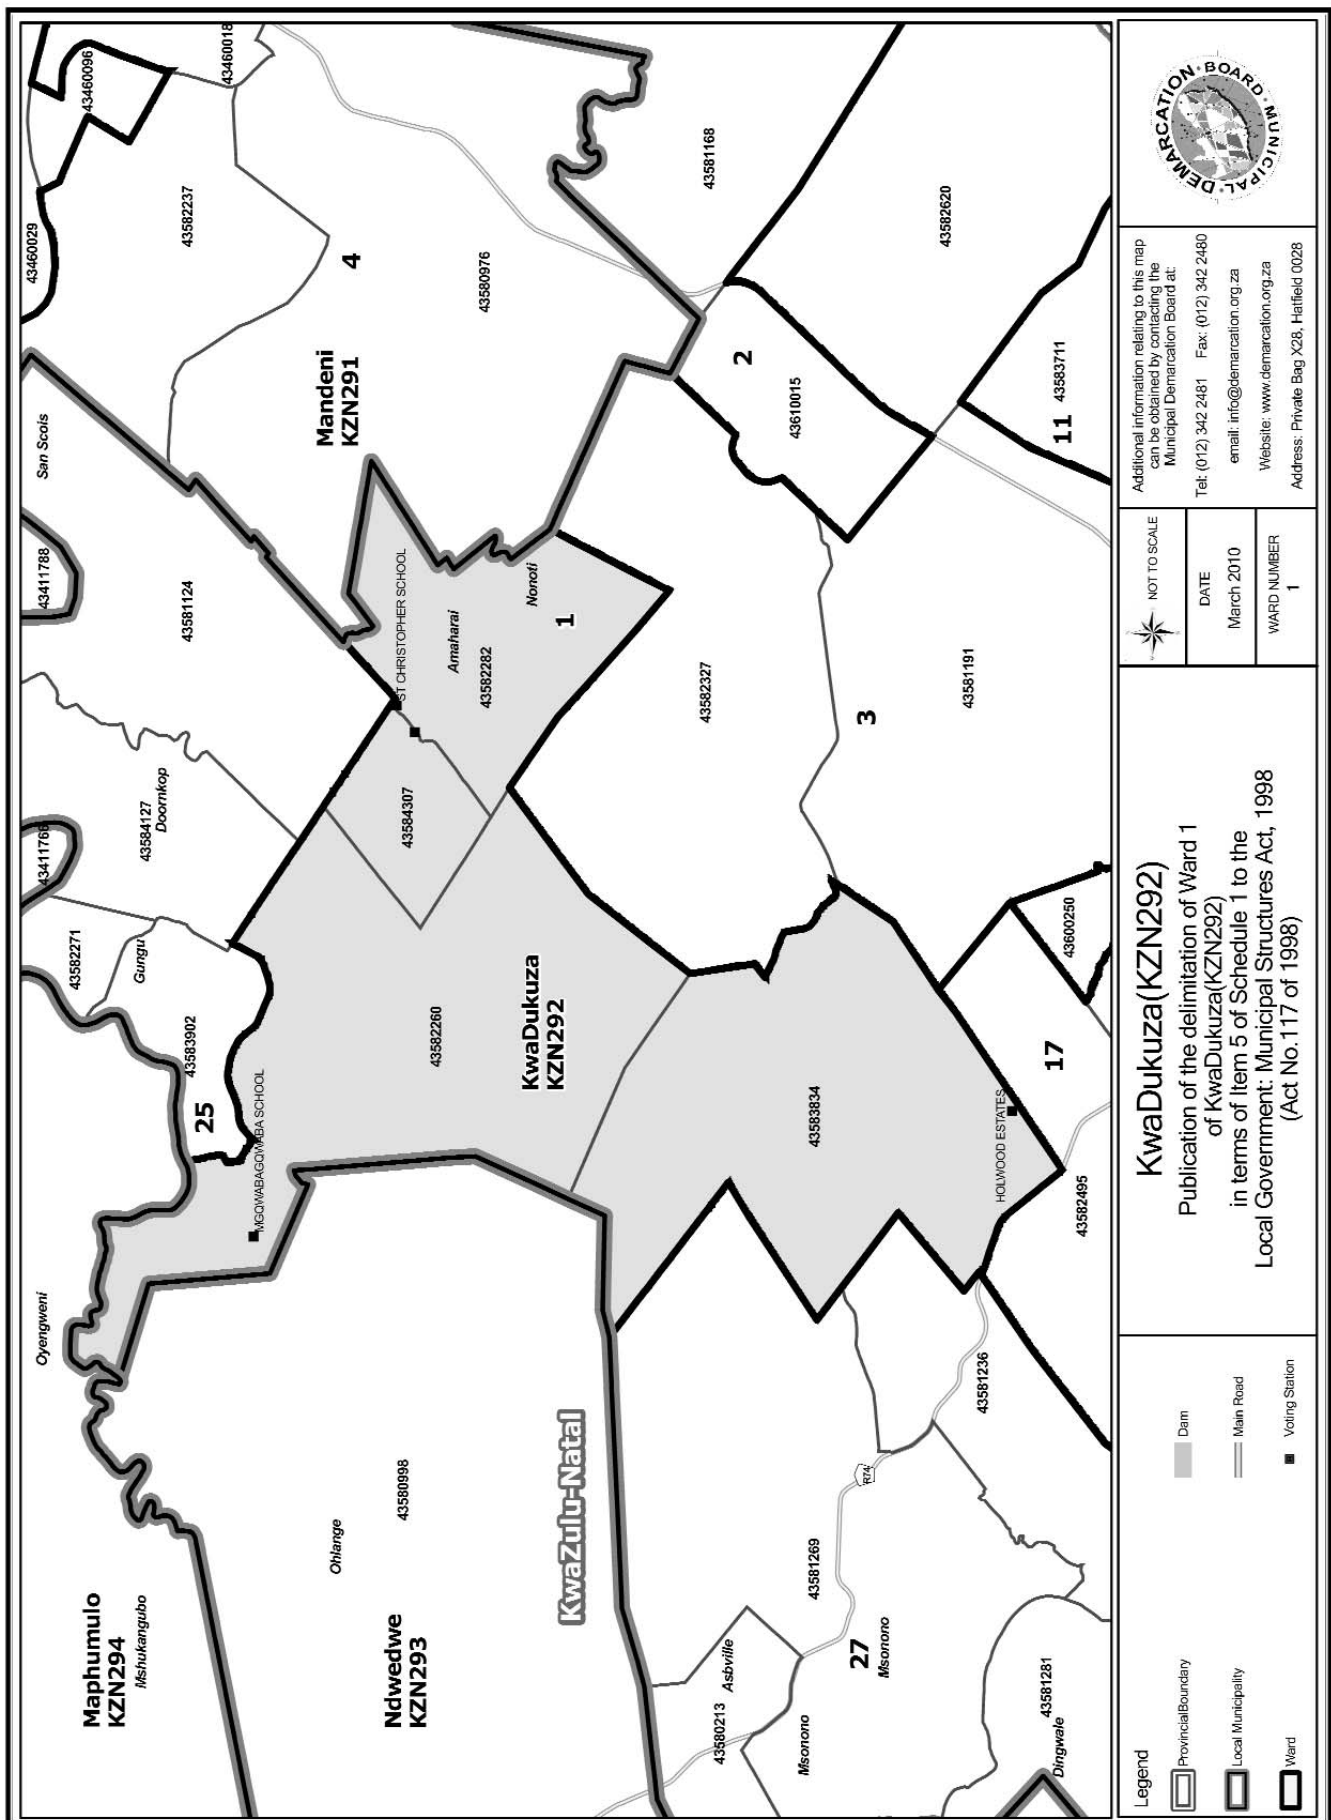 Maphumulo
KZN294
Mshukangubo
Oyengweni
43582271
43411766
43411788
San Scois
43460029
43460096
43460018
Gungu
43584127
Doornkop
43581124
43582237
25
43583902
MGQWABAGQWABA SCHOOL
Ohlange
Mandeni
KZN291
4
Ndwedwe
KZN293
43580998
43582260
43584307
ST CHRISTOPHER SCHOOL
Amaharai
43582282
43580976
KwaDukuza
KZN292
Nonoti
1
KwaZulu-Natal
43580213
Asbville
43582327
2
43581168
Msonono
43581269
43583834
43610015
27
Msonono
R74
3
43581236
43581191
43582620
HOLWOOD ESTATES
Dingwale
43581281
43582495
17
43600250
11
43583711
Legend
ProvincialBoundary
Local Municipality
Ward
Dam
Main Road
Voting Station
KwaDukuza(KZN292)
Publication of the delimitation of Ward 1
of KwaDukuza(KZN292)
in terms of Item 5 of Schedule 1 to the
Local Government: Municipal Structures Act, 1998
(Act No.117 of 1998)
NOT TO SCALE
DATE
March 2010
WARD NUMBER
1
Additional information relating to this map
can be obtained by contacting the
Municipal Demarcation Board at:
Tel: (012) 342 2481 Fax: (012) 342 2480
email: info@demarcation.org.za
Website: www.demarcation.org.za
Address: Private Bag X28, Hatfield 0028
MUNICIPAL DEMARCATION BOARD